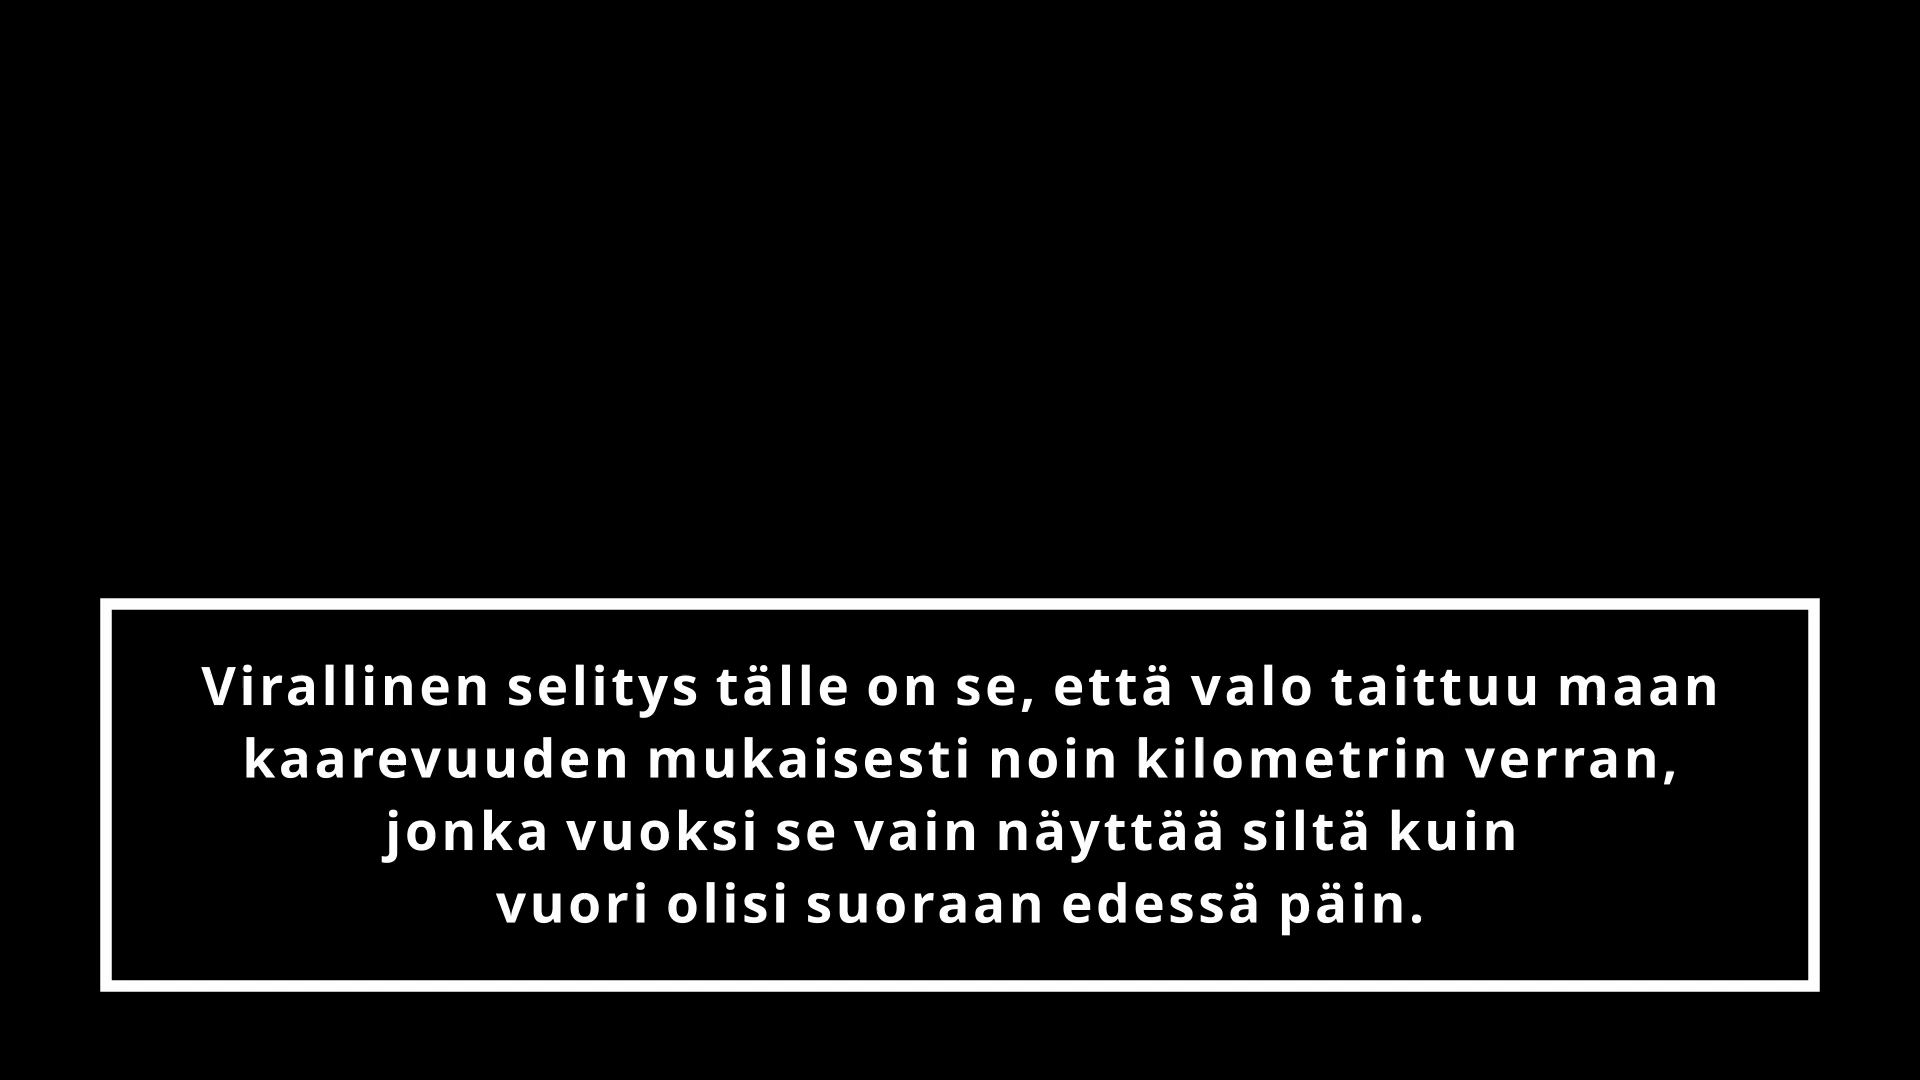 Virallinen selitys tälle on se, että valo taittuu maan
kaarevuuden mukaisesti noin kilometrin verran,
jonka vuoksi se vain näyttää siltä kuin
vuori olisi suoraan edessä päin.